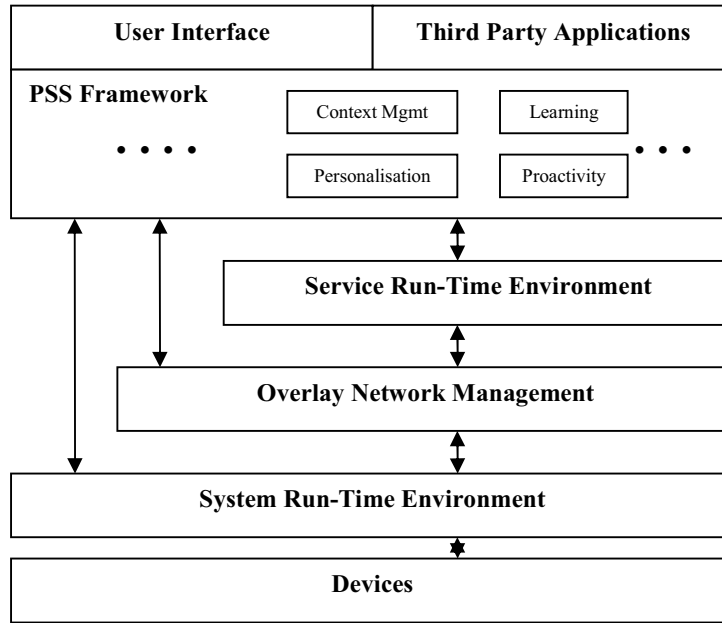 User Interface
Third Party Applications
PSS Framework
Context Mgmt
Learning
Personalisation
Proactivity
Service Run-Time Environment
Overlay Network Management
System Run-Time Environment
Devices